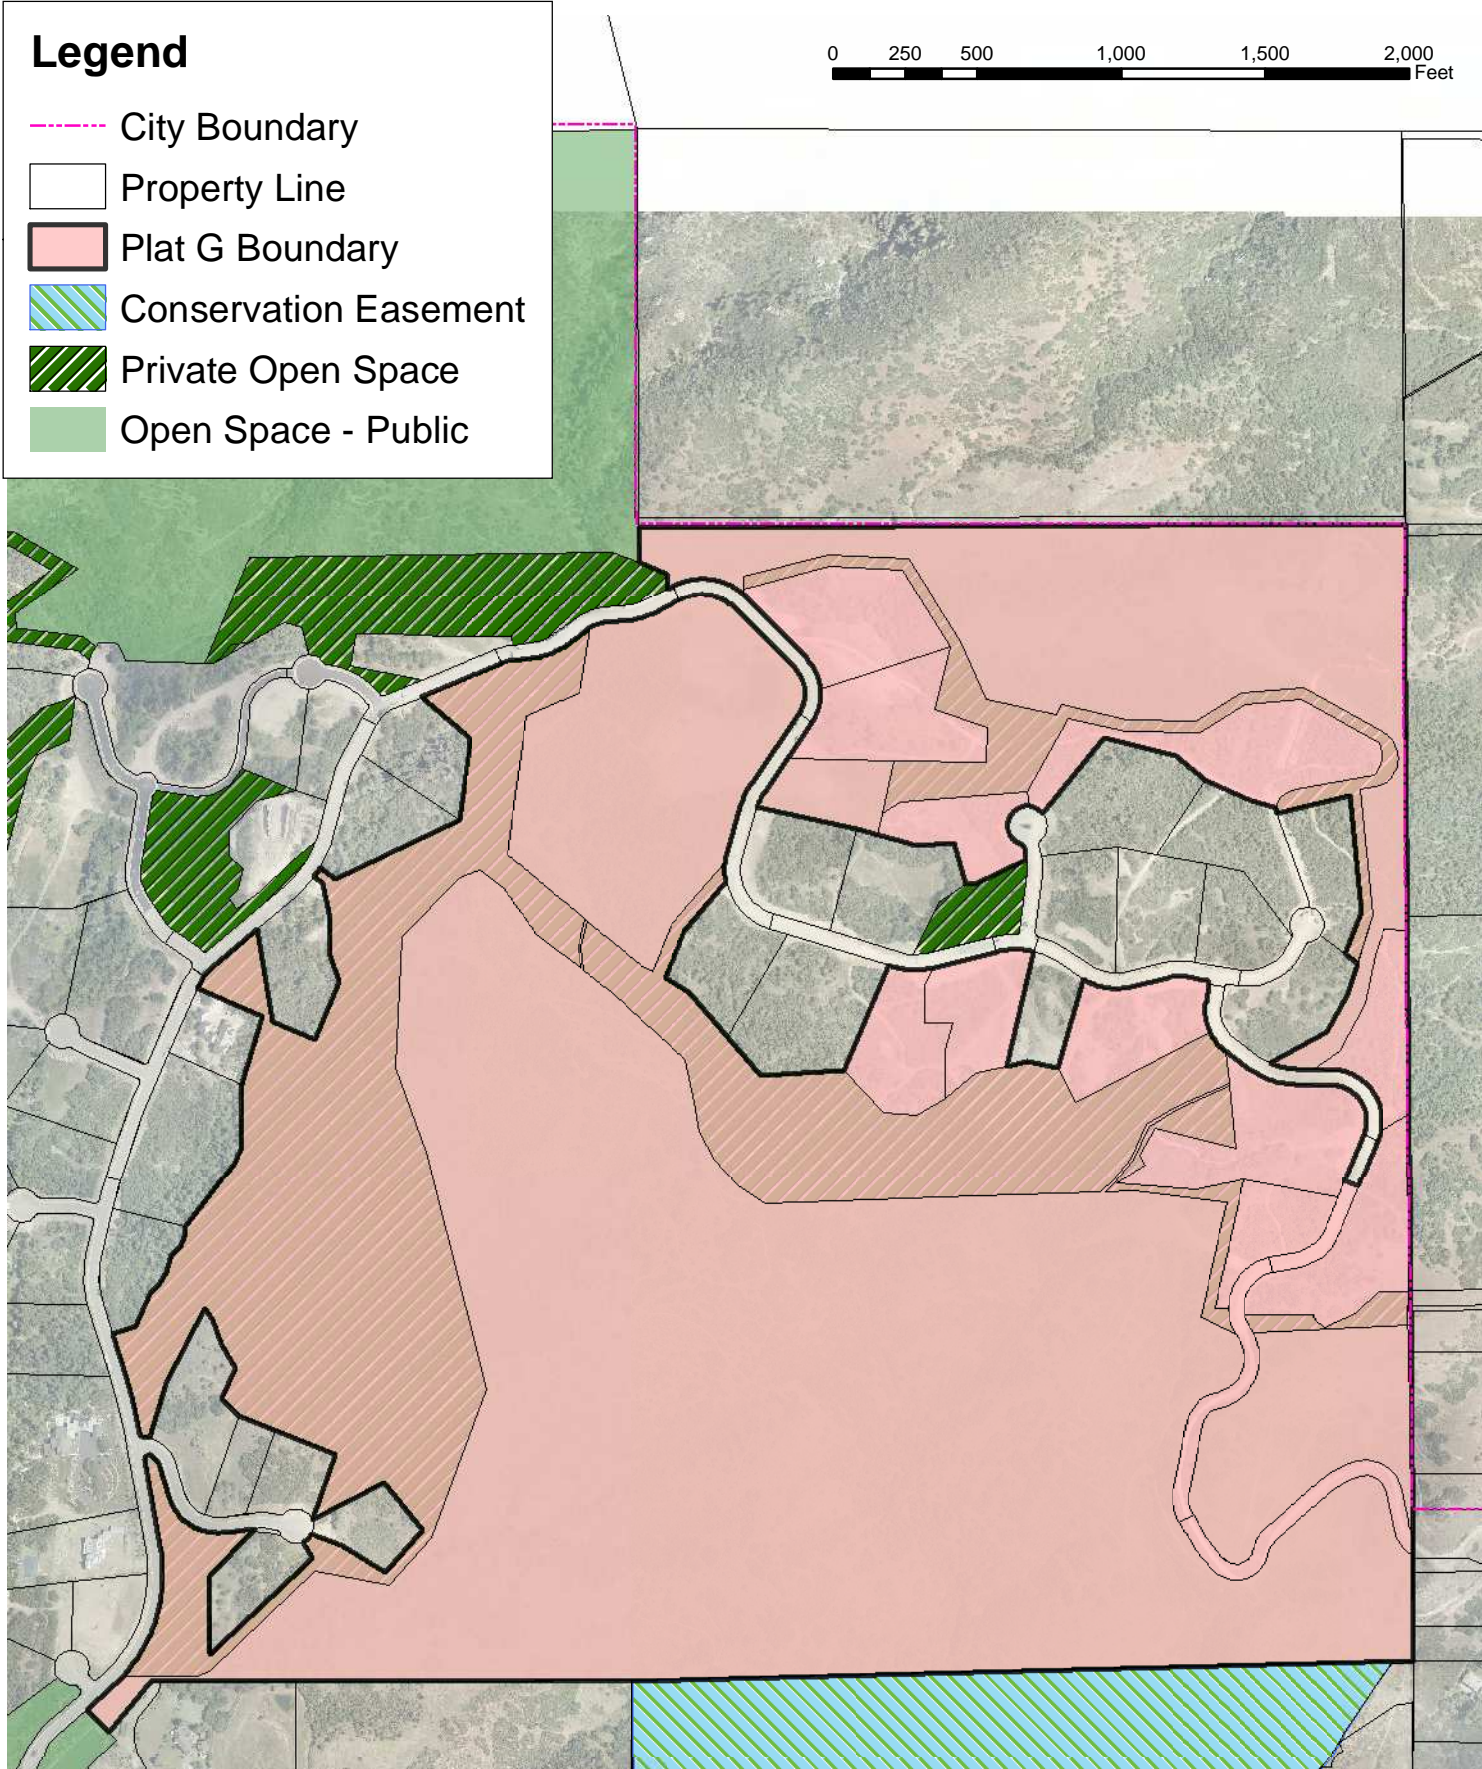 Legend
City Boundary
Property Line
Plat G Boundary
Conservation Easement
Private Open Space
Open Space - Public
0 250 500 1,000 1,500 2,000
Feet